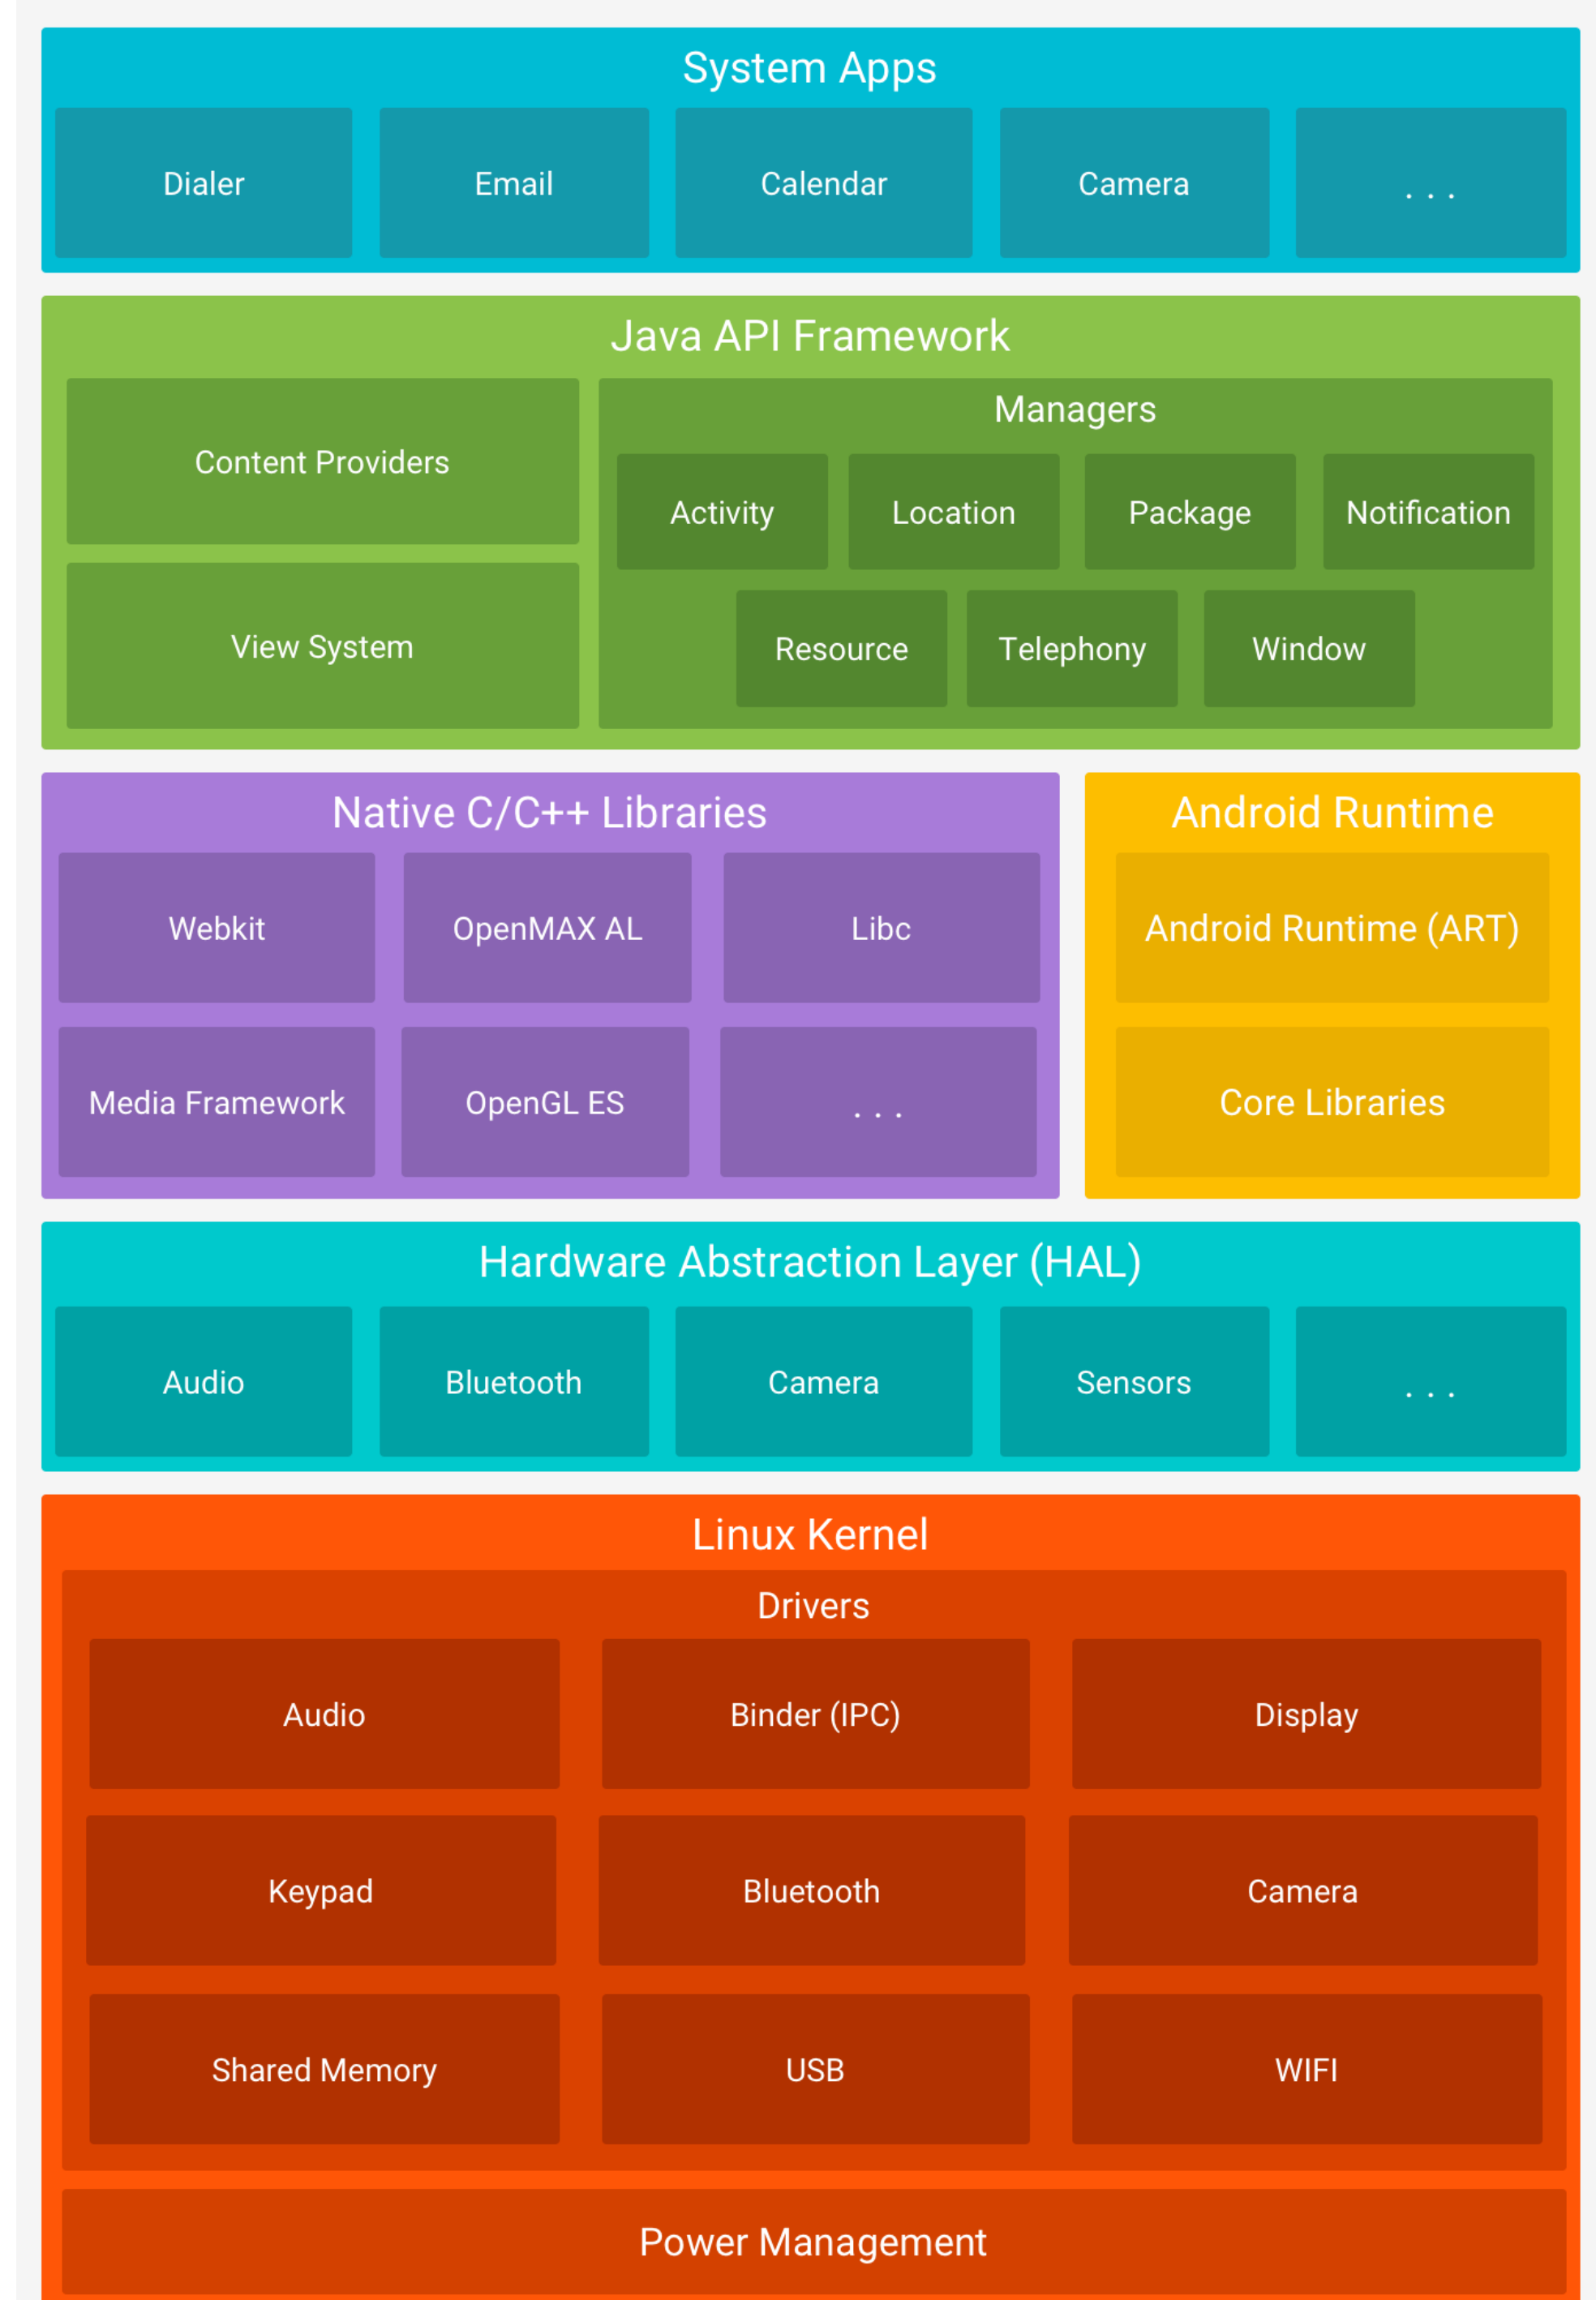 System Apps
Dialer Email Calendar Camera . . .
Java API Framework
Content Providers
View System
Managers
Activity Location Package Notification
Resource Telephony Window
Native C/C++ Libraries
Webkit OpenMAX AL Libc
Media Framework OpenGL ES . . .
Android Runtime
Android Runtime (ART)
Core Libraries
Hardware Abstraction Layer (HAL)
Audio Bluetooth Camera Sensors . . .
Linux Kernel
Drivers
Audio Binder (IPC) Display
Keypad Bluetooth Camera
Shared Memory USB WIFI
Power Management